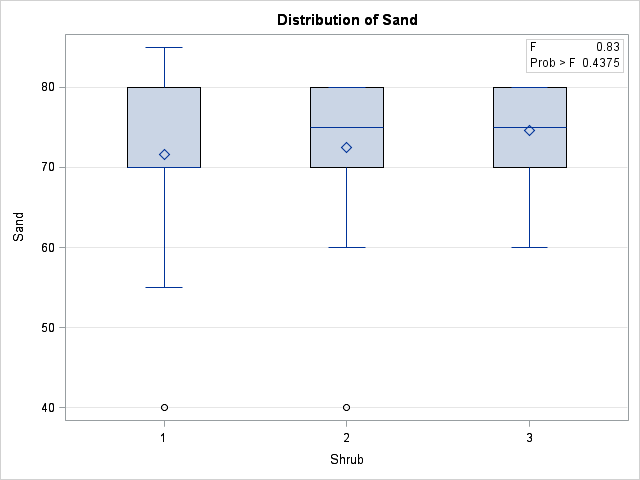 Distribution of Sand
F 0.83
Prob > F 0.4375
80
70
60
50
40
Sand
1 2 3
Shrub